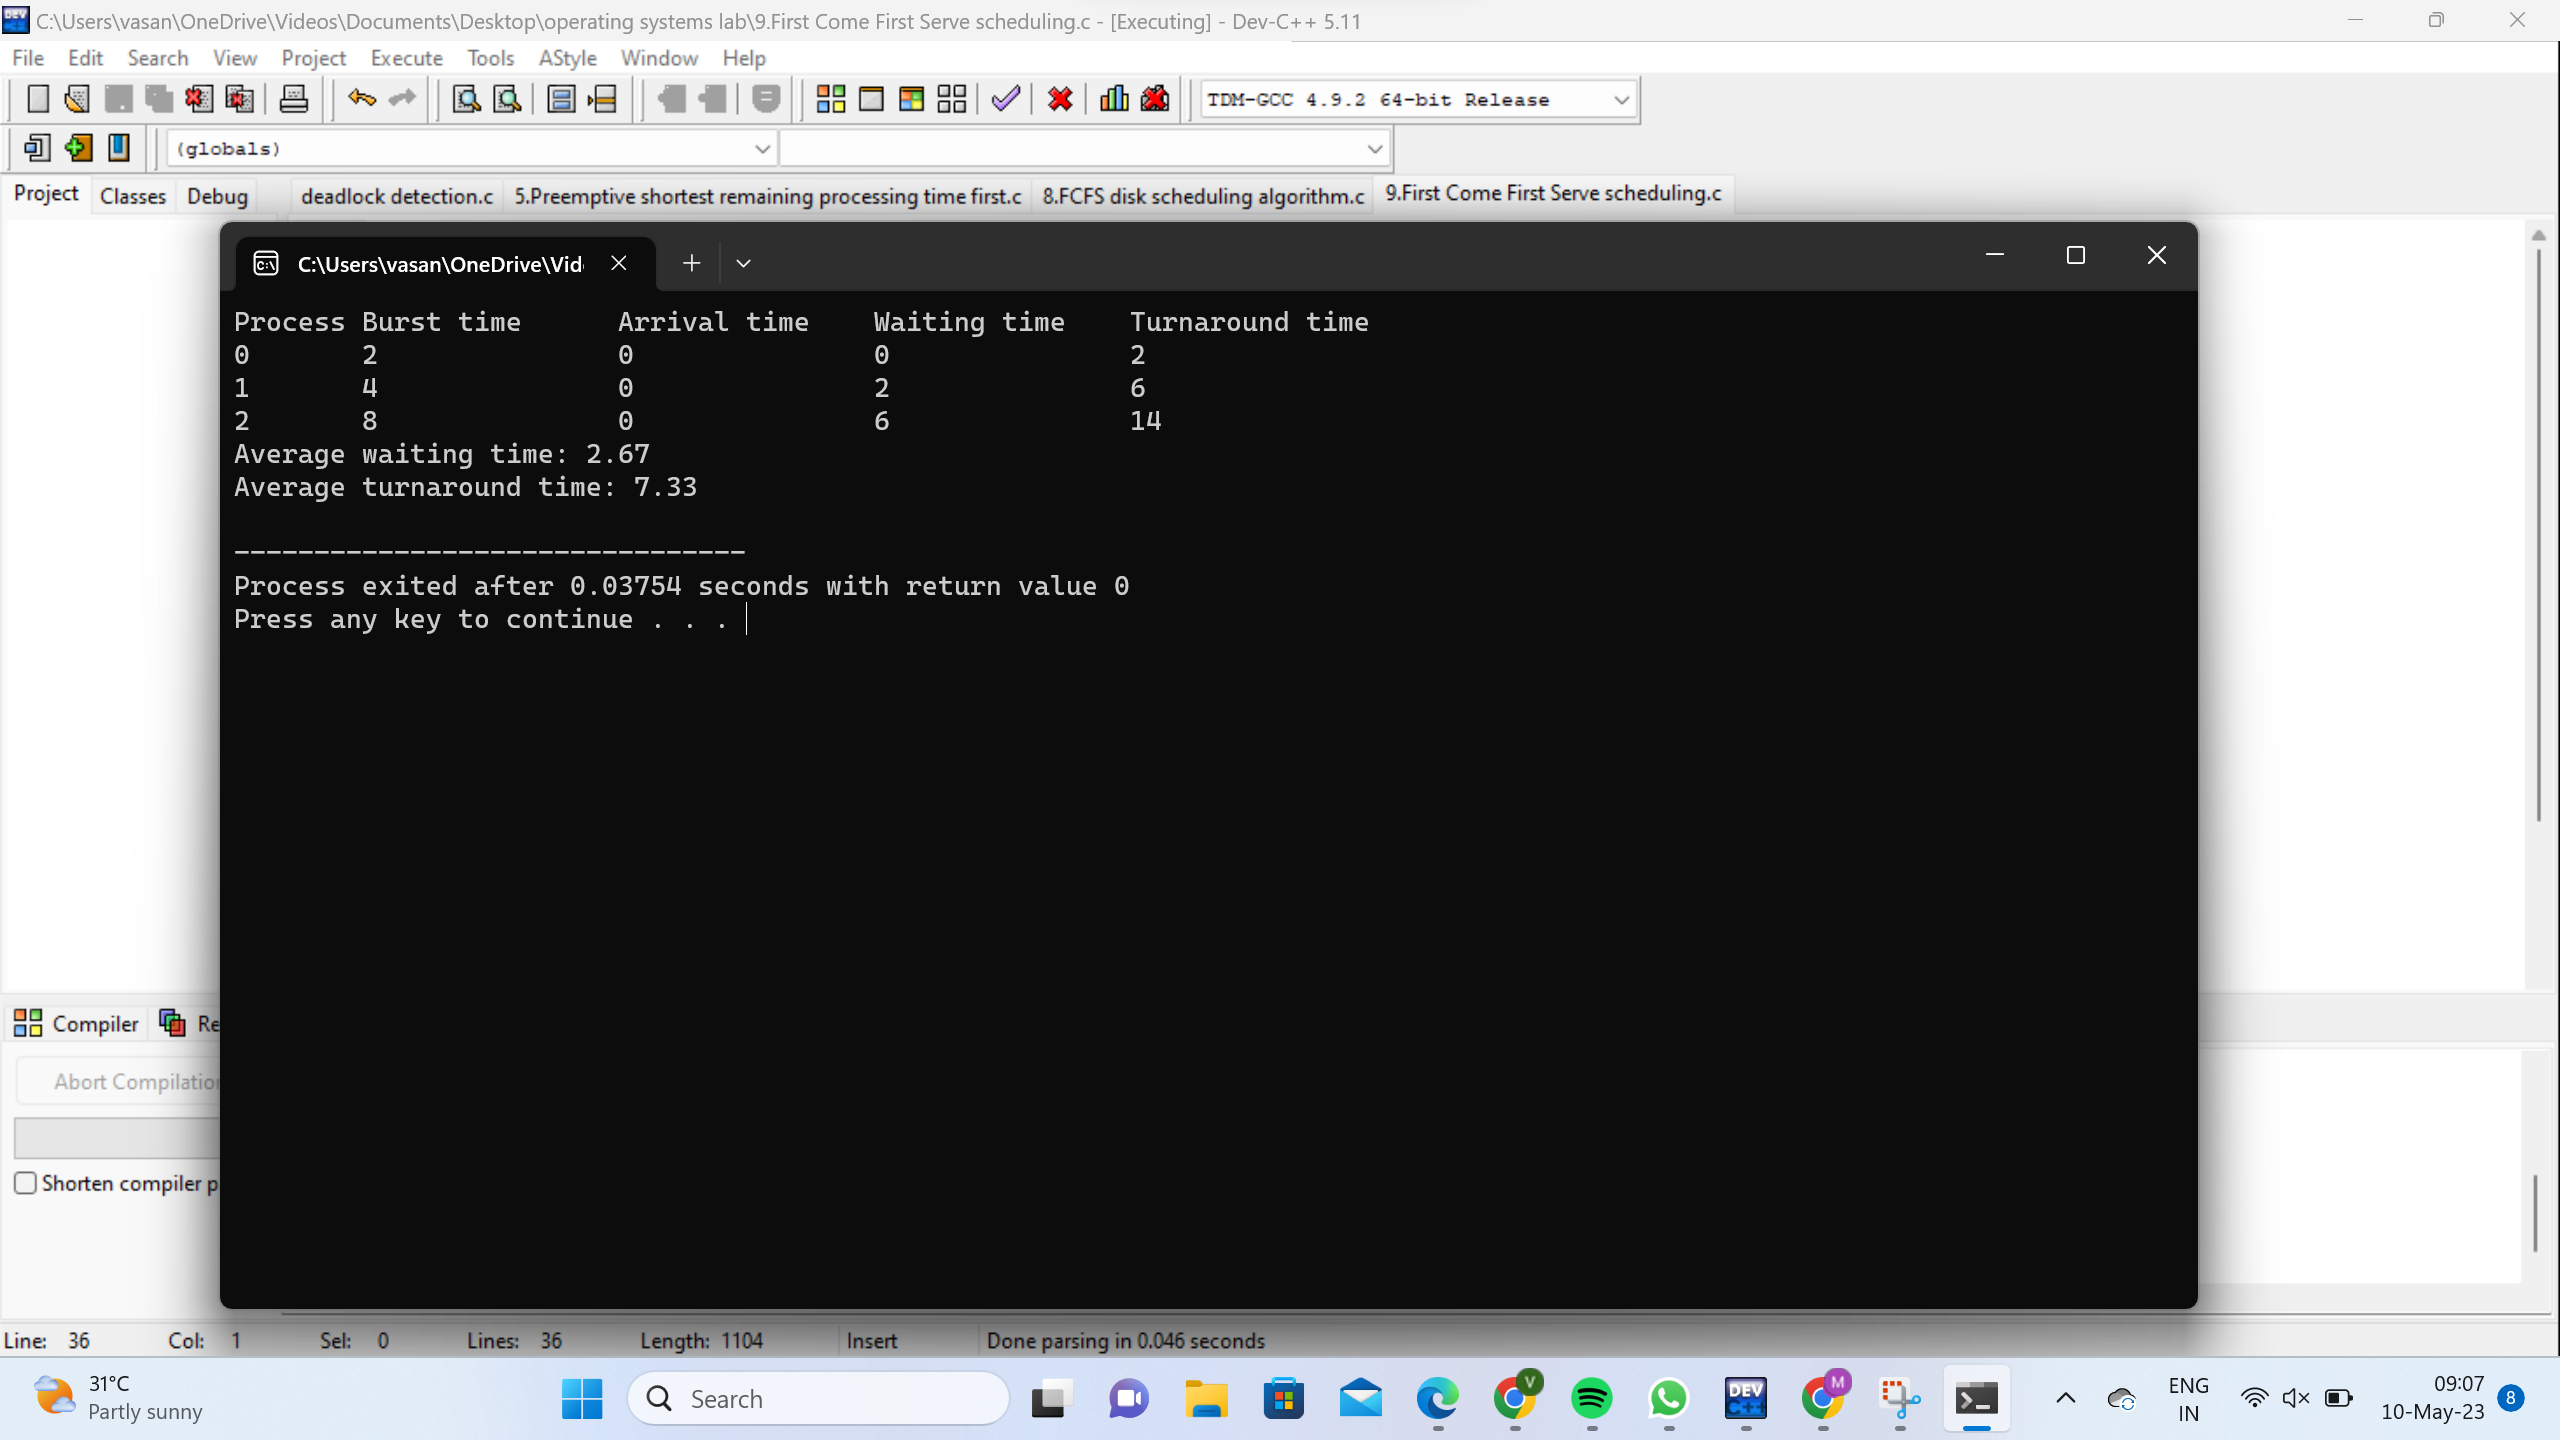 C:\Users\vasan\OneDrive\Videos\Documents\Desktop\operating systems lab\9.First Come First Serve scheduling.c - [Executing] - Dev-C++ 5.11
File Edit Search View Project Execute Tools AStyle Window Help
TDM-GCC 4.9.2 64-bit Release
(globals)
Project Classes Debug deadlock detection.c 5.Preemptive shortest remaining processing time first.c 8.FCFS disk scheduling algorithm.c 9.First Come First Serve scheduling.c
C:\Users\vasan\OneDrive\Vid
Process Burst time Arrival time Waiting time Turnaround time
0 2 0 0 2
1 4 0 2 6
2 8 0 6 14
Average waiting time: 2.67
Average turnaround time: 7.33
--------------------------------
Process exited after 0.03754 seconds with return value 0
Press any key to continue . . .
Compiler Re
Abort Compilation
Shorten compiler p
Line: 36 Col: 1 Sel: 0 Lines: 36 Length: 1104 Insert Done parsing in 0.046 seconds
31°C
Partly sunny
Search
V
DEV
C++
M
ENG
IN
09:07
10-May-23
8